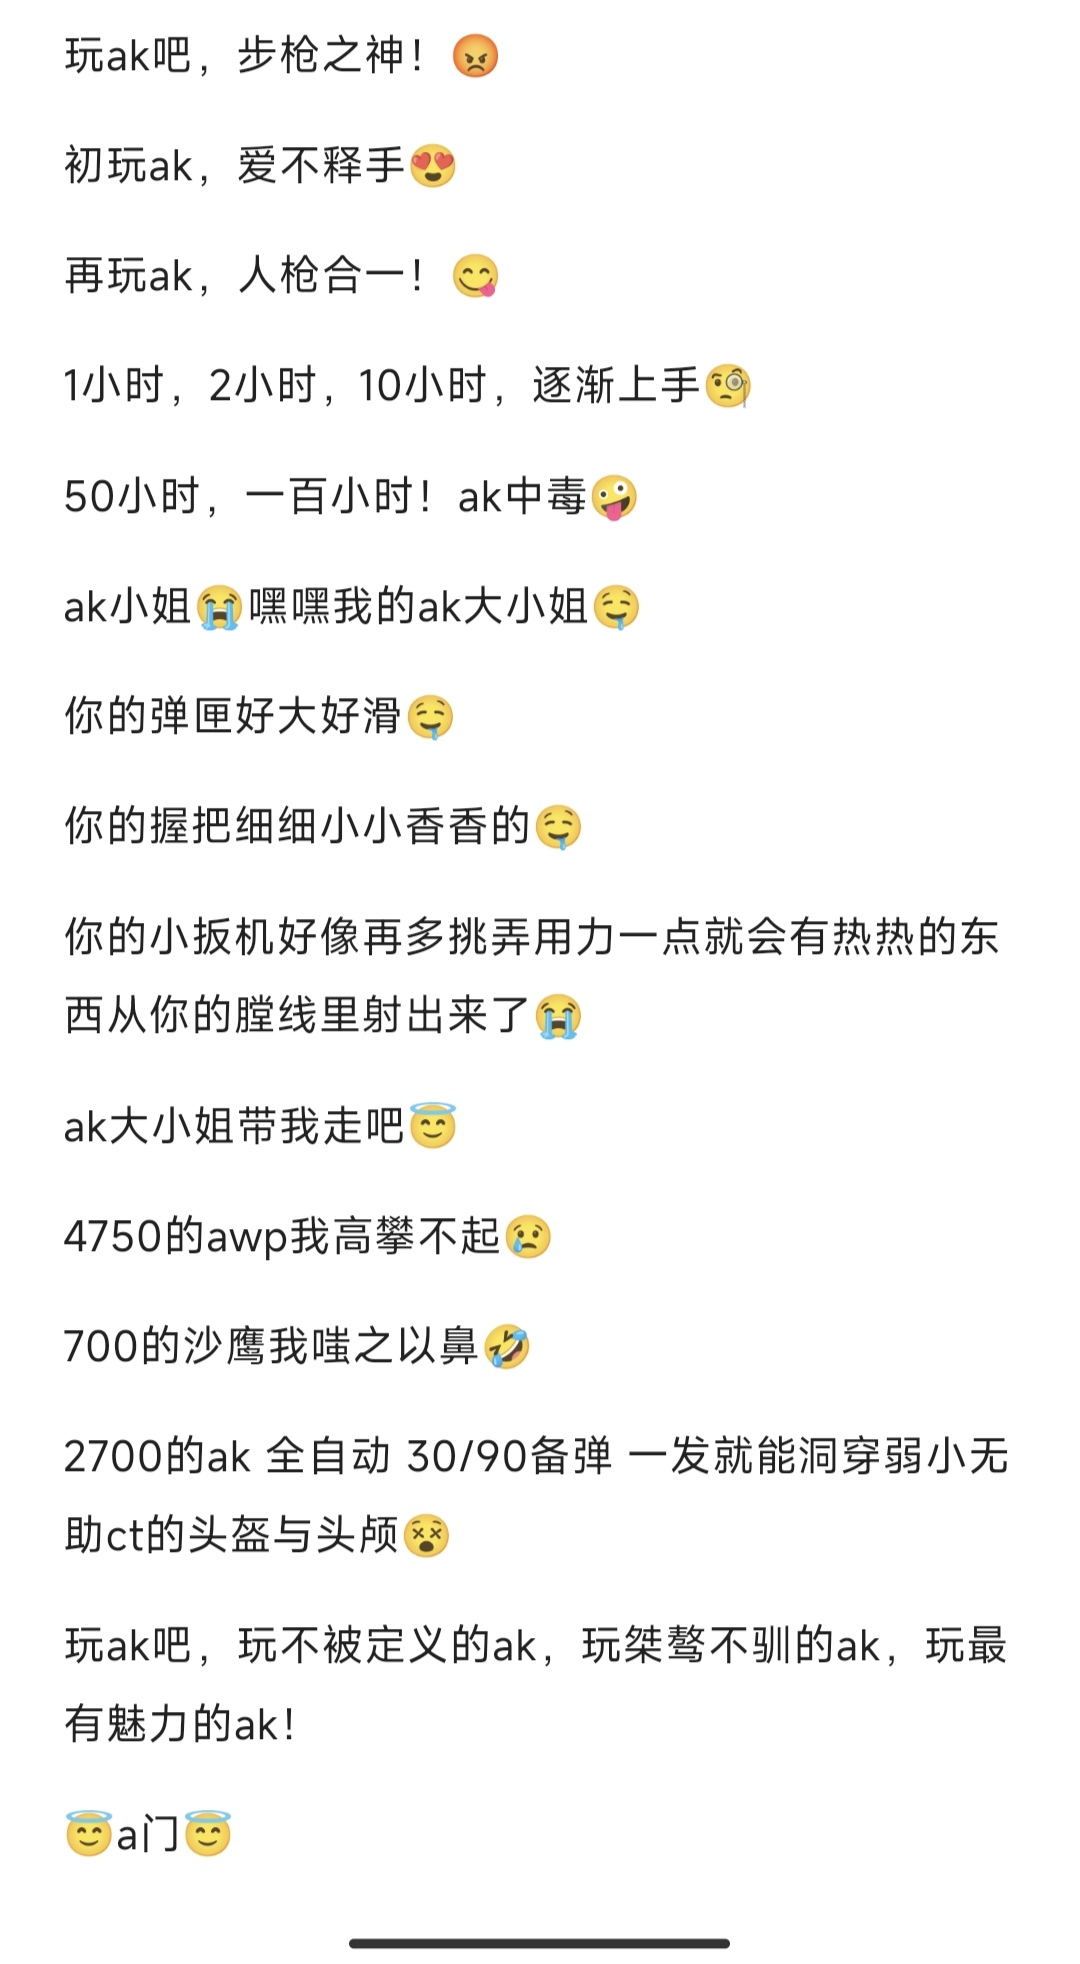 玩ak吧，步枪之神！😡
初玩ak，爱不释手😍
再玩ak，人枪合一！😋
1小时，2小时，10小时，逐渐上手🧐
50小时，一百小时！ak中毒🤪
ak小姐😭嘿嘿我的ak大小姐🤤
你的弹匣好大好滑🤤
你的握把细细小小香香的🤤
你的小扳机好像再多挑弄用力一点就会有热热的东
西从你的膛线里射出来了😭
ak大小姐带我走吧😇
4750的awp我高攀不起😢
700的沙鹰我嗤之以鼻🤣
2700的ak 全自动 30/90备弹 一发就能洞穿弱小无
助ct的头盔与头颅😵
玩ak吧，玩不被定义的ak，玩桀骜不驯的ak，玩最
有魅力的ak！
😇a门😇